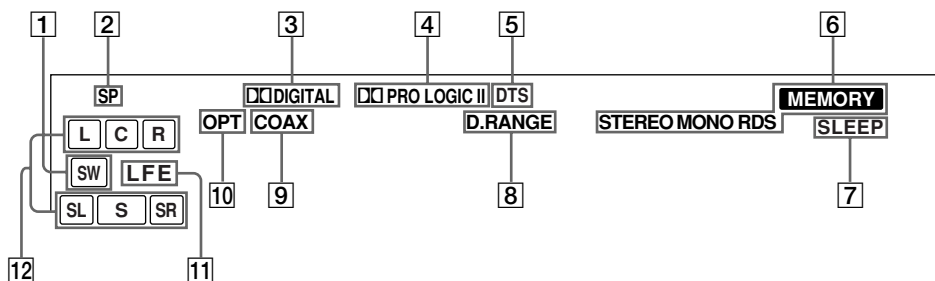 1 2 3 4 5 6
SP DIGITAL PRO LOGIC II DTS MEMORY
OPT COAX D.RANGE STEREO MONO RDS SLEEP
L C R
SW LFE
10 9 8 7
SL S SR
12 11